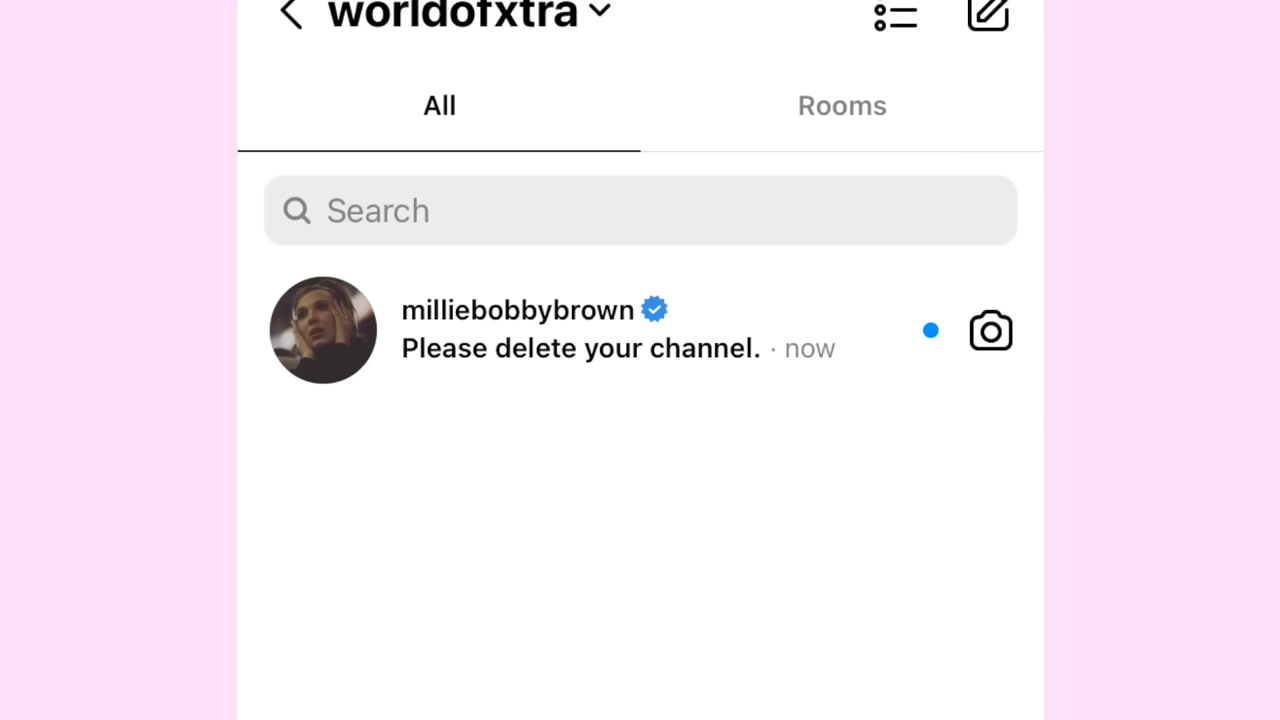 worldofxtra
All
Rooms
Search
milliebobbybrown
Please delete your channel. · now